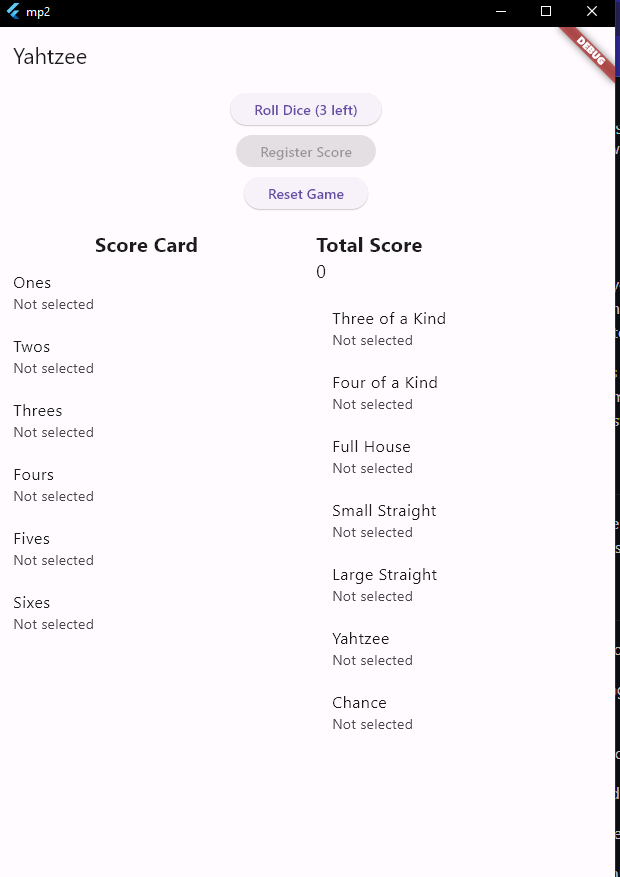 mp2
DEBUG
Yahtzee
Roll Dice (3 left)
Register Score
Reset Game
Score Card
Ones
Not selected
Twos
Not selected
Threes
Not selected
Fours
Not selected
Fives
Not selected
Sixes
Not selected
Total Score
0
Three of a Kind
Not selected
Four of a Kind
Not selected
Full House
Not selected
Small Straight
Not selected
Large Straight
Not selected
Yahtzee
Not selected
Chance
Not selected